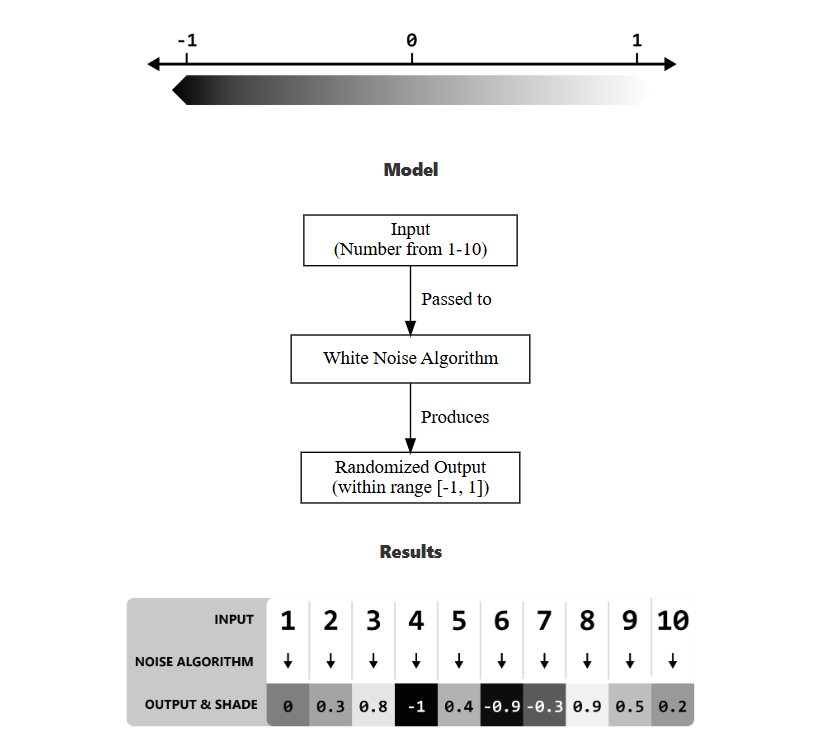 -1 0 1
Model
Input
(Number from 1-10)
Passed to
White Noise Algorithm
Produces
Randomized Output
(within range [-1, 1])
Results
INPUT 1 2 3 4 5 6 7 8 9 10
NOISE ALGORITHM
OUTPUT & SHADE 0 0.3 0.8 -1 0.4 -0.9 -0.3 0.9 0.5 0.2